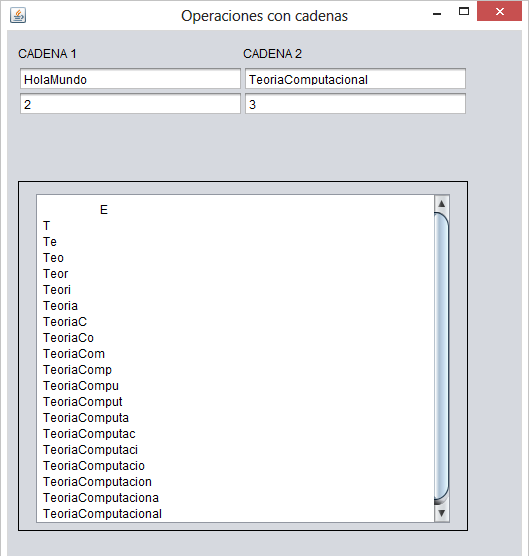 Operaciones con cadenas
CADENA 1 CADENA 2
HolaMundo TeoriaComputacional
2 3
E
T
Te
Teo
Teor
Teori
Teoria
TeoriaC
TeoriaCo
TeoriaCom
TeoriaComp
TeoriaCompu
TeoriaComput
TeoriaComputa
TeoriaComputac
TeoriaComputaci
TeoriaComputacio
TeoriaComputacion
TeoriaComputaciona
TeoriaComputacional